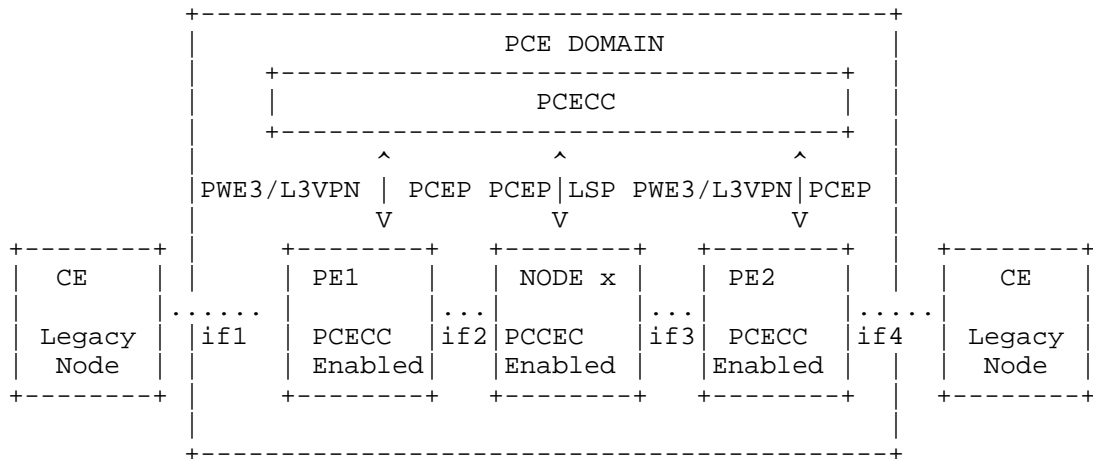 PCE DOMAIN
PCECC
PWE3/L3VPN PCEP PCEP LSP PWE3/L3VPN PCEP
V V V
CE PE1 NODE x PE2 CE
Legacy if1 PCECC if2 PCCEC if3 PCECC if4 Legacy
Node Enabled Enabled Enabled Node